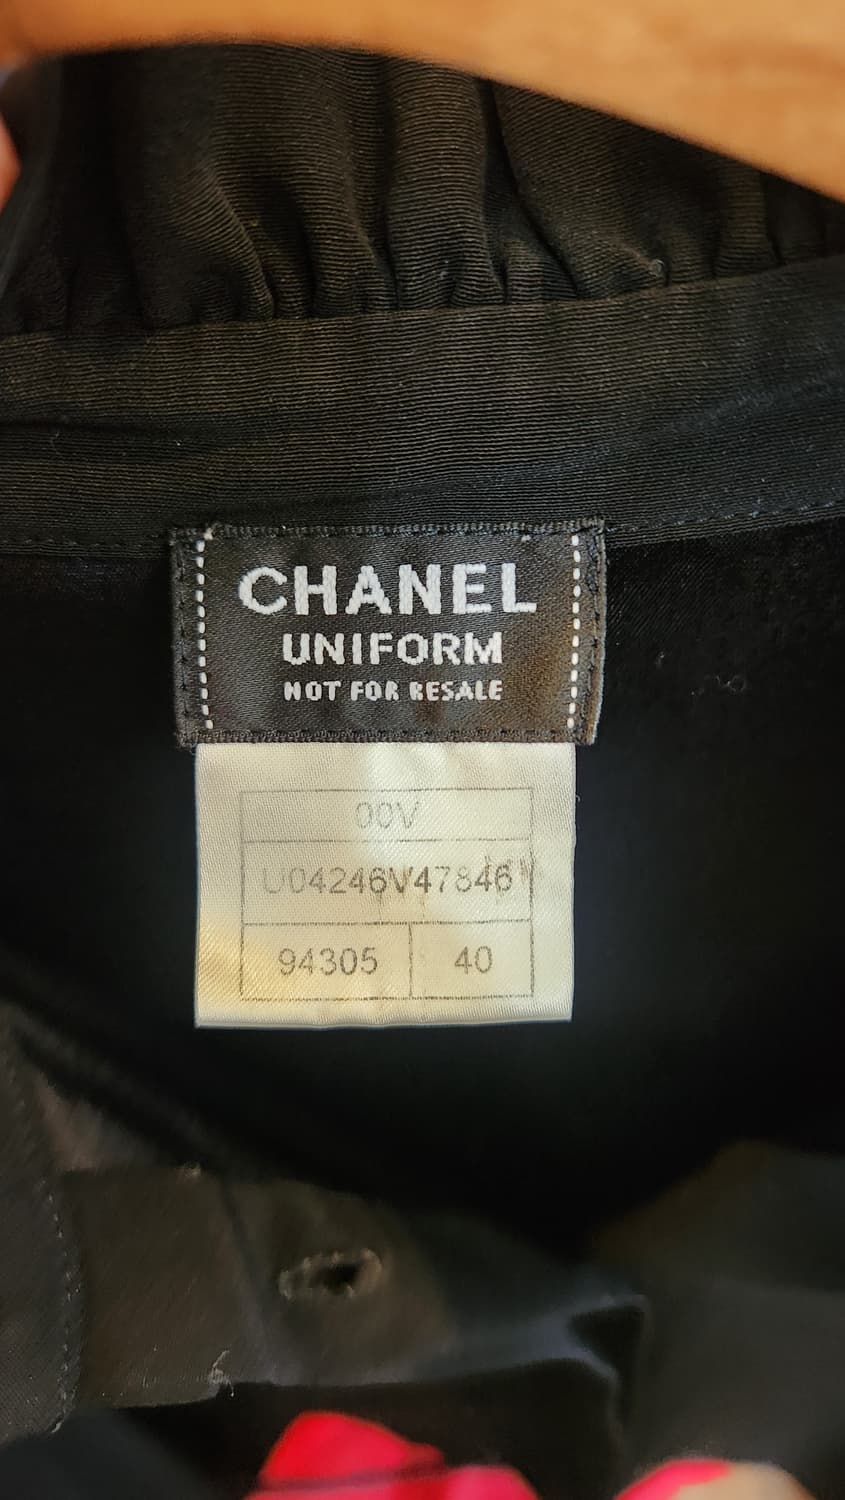 CHANEL
UNIFORM
NOT FOR RESALE
00V
U04246V47846
94305 40